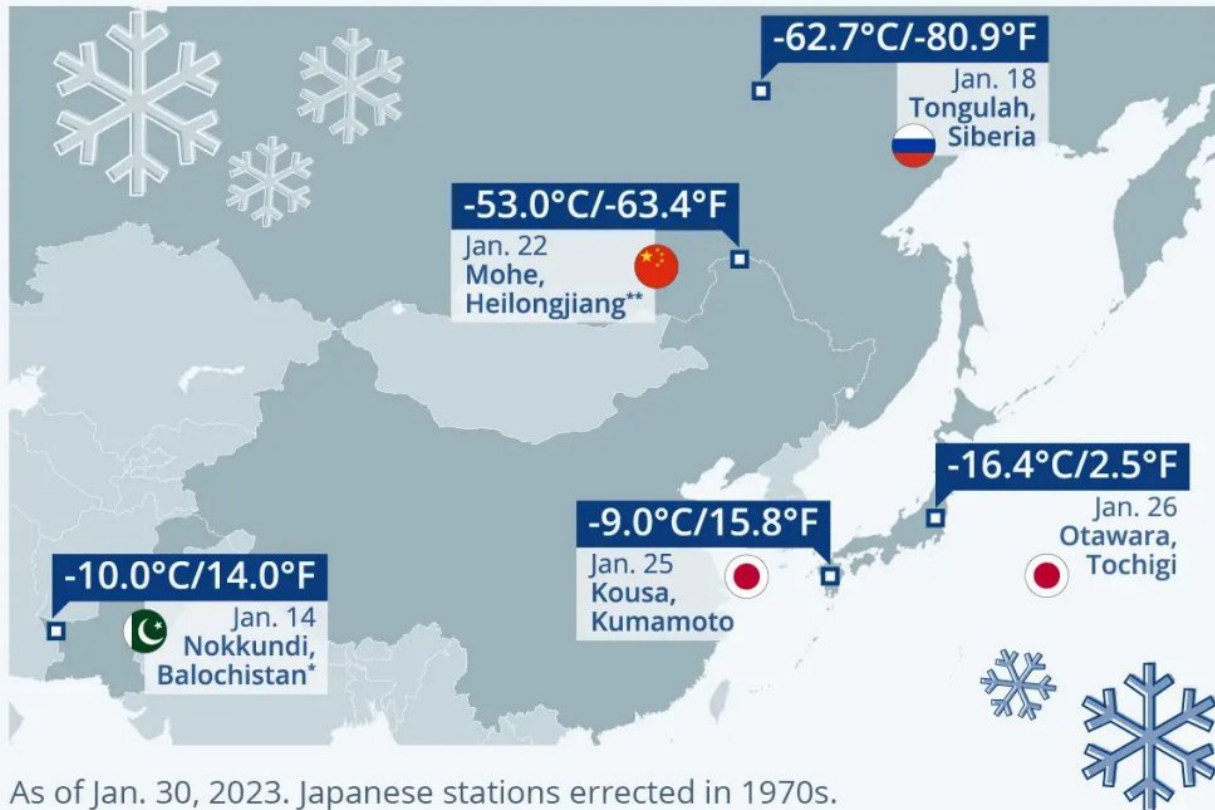 -62.7°C/-80.9°F
Jan. 18
Tongulah,
Siberia
-53.0°C/-63.4°F
Jan. 22
Mohe,
Heilongjiang**
-16.4°C/2.5°F
Jan. 26
Otawara,
Tochigi
-9.0°C/15.8°F
Jan. 25
Kousa,
Kumamoto
-10.0°C/14.0°F
Jan. 14
Nokkundi,
Balochistan*
As of Jan. 30, 2023. Japanese stations errected in 1970s.